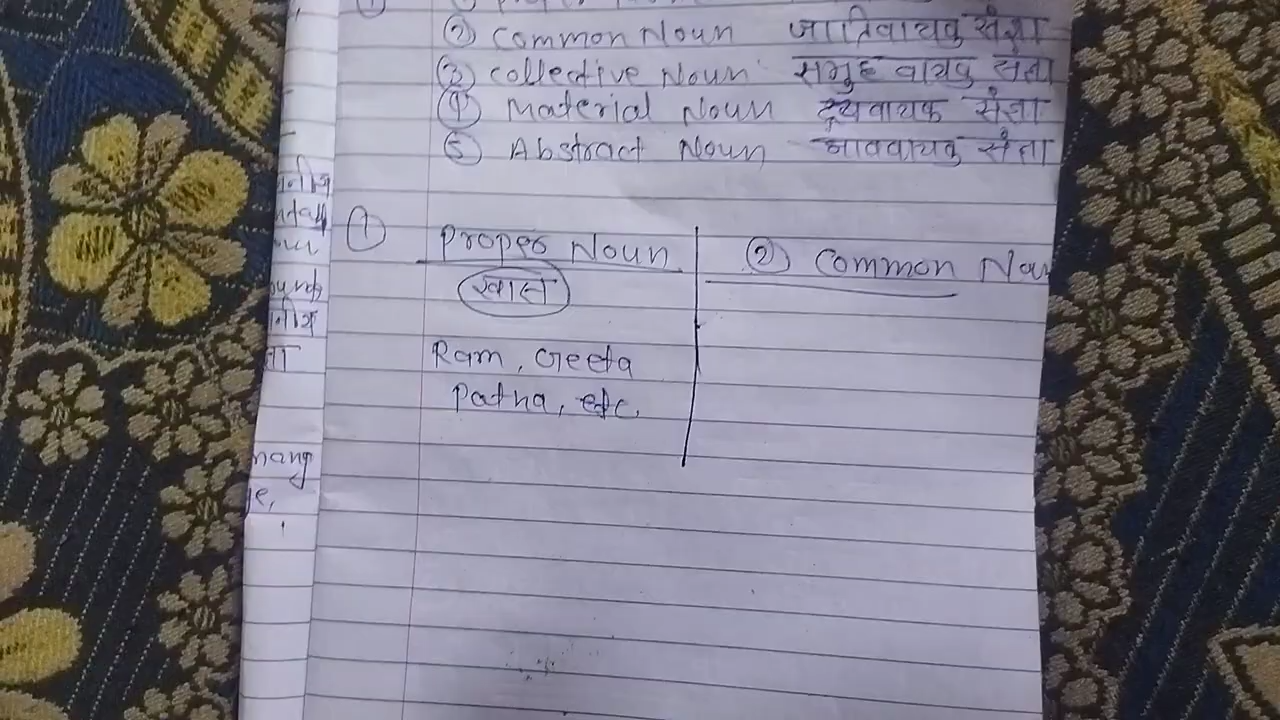 ② Common Noun जातिवाचक संज्ञा
③ Collective Noun समुह वाचक संज्ञा
④ Material Noun द्रव्यवाचक संज्ञा
⑤ Abstract Noun भाववाचक संज्ञा
① Proper Noun
खास
Ram, Geeta
Patna, etc.
② Common Nou